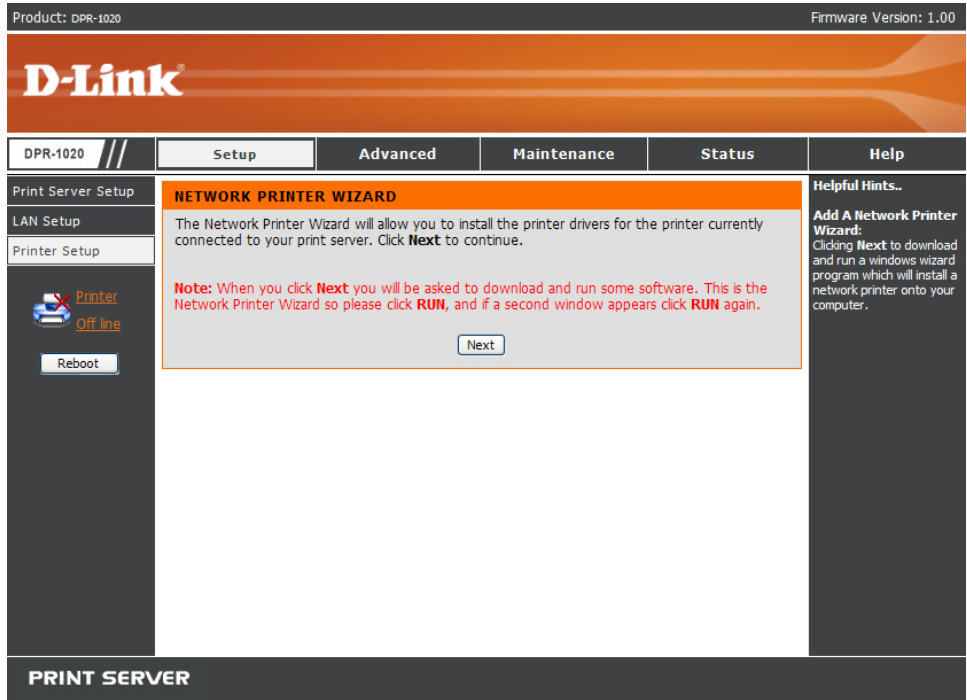 Product: DPR-1020
Firmware Version: 1.00
D-Link®
DPR-1020
Setup
Advanced
Maintenance
Status
Help
Print Server Setup
LAN Setup
Printer Setup
Printer
Off line
Reboot
NETWORK PRINTER WIZARD
The Network Printer Wizard will allow you to install the printer drivers for the printer currently
connected to your print server. Click Next to continue.
Note: When you click Next you will be asked to download and run some software. This is the
Network Printer Wizard so please click RUN, and if a second window appears click RUN again.
Next
Helpful Hints..
Add A Network Printer
Wizard:
Clicking Next to download
and run a windows wizard
program which will install a
network printer onto your
computer.
PRINT SERVER